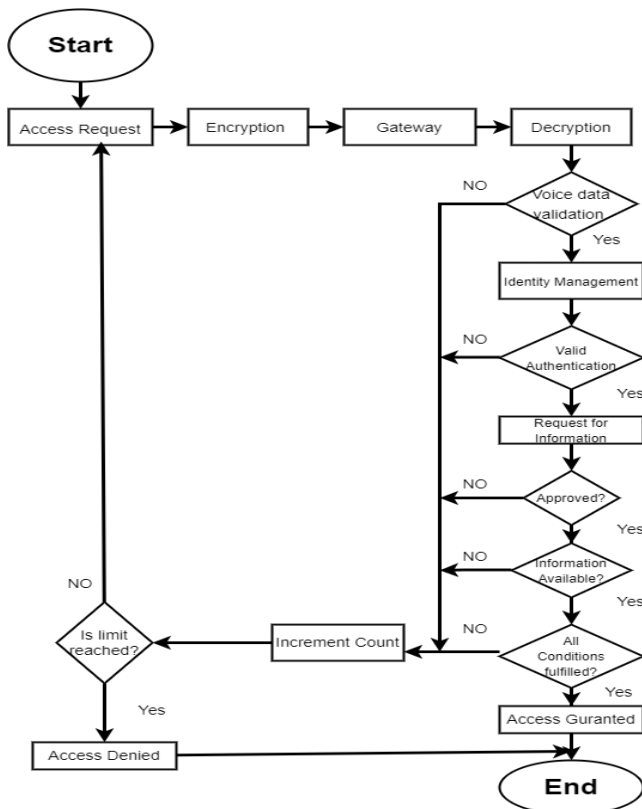 Start
Access Request
Encryption
Gateway
Decryption
NO
Voice data
validation
Yes
Identity Management
NO
Valid
Authentication
Yes
Request for
Information
NO
Approved?
Yes
NO
Information
Available?
Yes
NO
All
Conditions
fulfilled?
Yes
Increment Count
NO
Is limit
reached?
Yes
Access Guranted
Access Denied
End